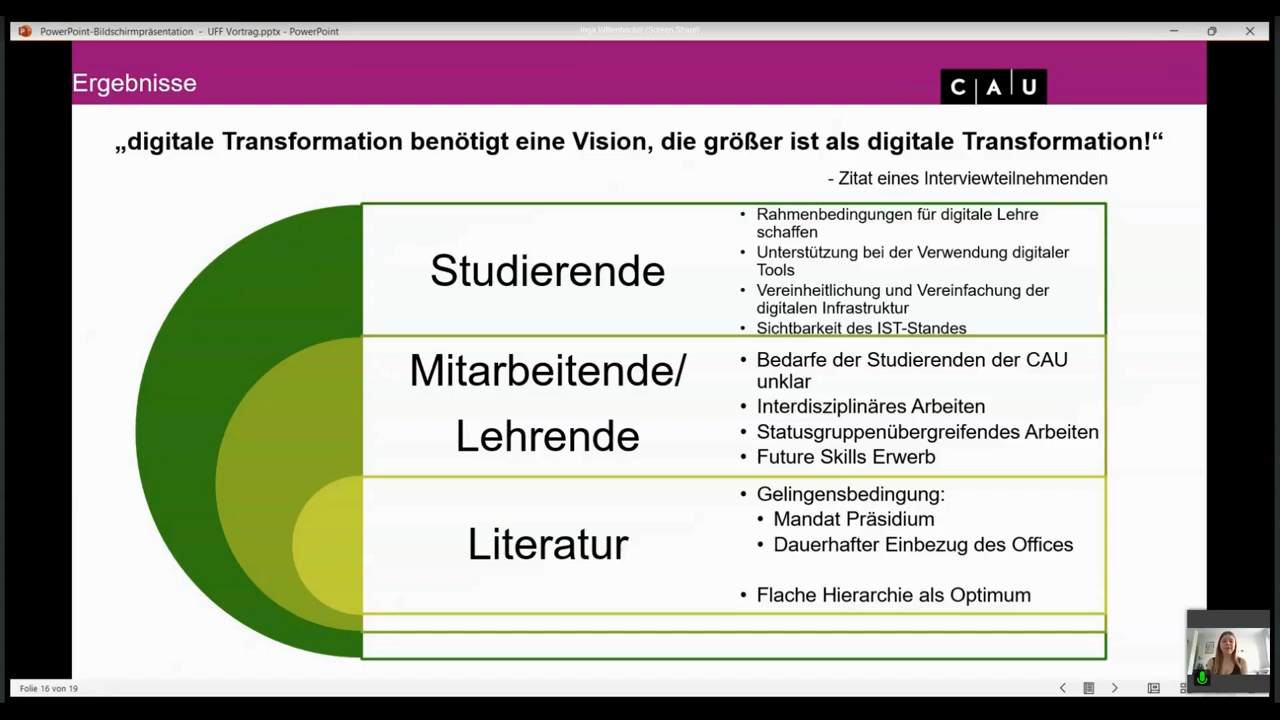 PowerPoint-Bildschirmpräsentation - UFF Vortrag.pptx - PowerPoint
Ergebnisse
C A U
„digitale Transformation benötigt eine Vision, die größer ist als digitale Transformation!“
- Zitat eines Interviewteilnehmenden
Studierende
• Rahmenbedingungen für digitale Lehre
schaffen
• Unterstützung bei der Verwendung digitaler
Tools
• Vereinheitlichung und Vereinfachung der
digitalen Infrastruktur
• Sichtbarkeit des IST-Standes
Mitarbeitende/
Lehrende
• Bedarfe der Studierenden der CAU
unklar
• Interdisziplinäres Arbeiten
• Statusgruppenübergreifendes Arbeiten
• Future Skills Erwerb
Literatur
• Gelingensbedingung:
• Mandat Präsidium
• Dauerhafter Einbezug des Offices
• Flache Hierarchie als Optimum
Folie 16 von 19